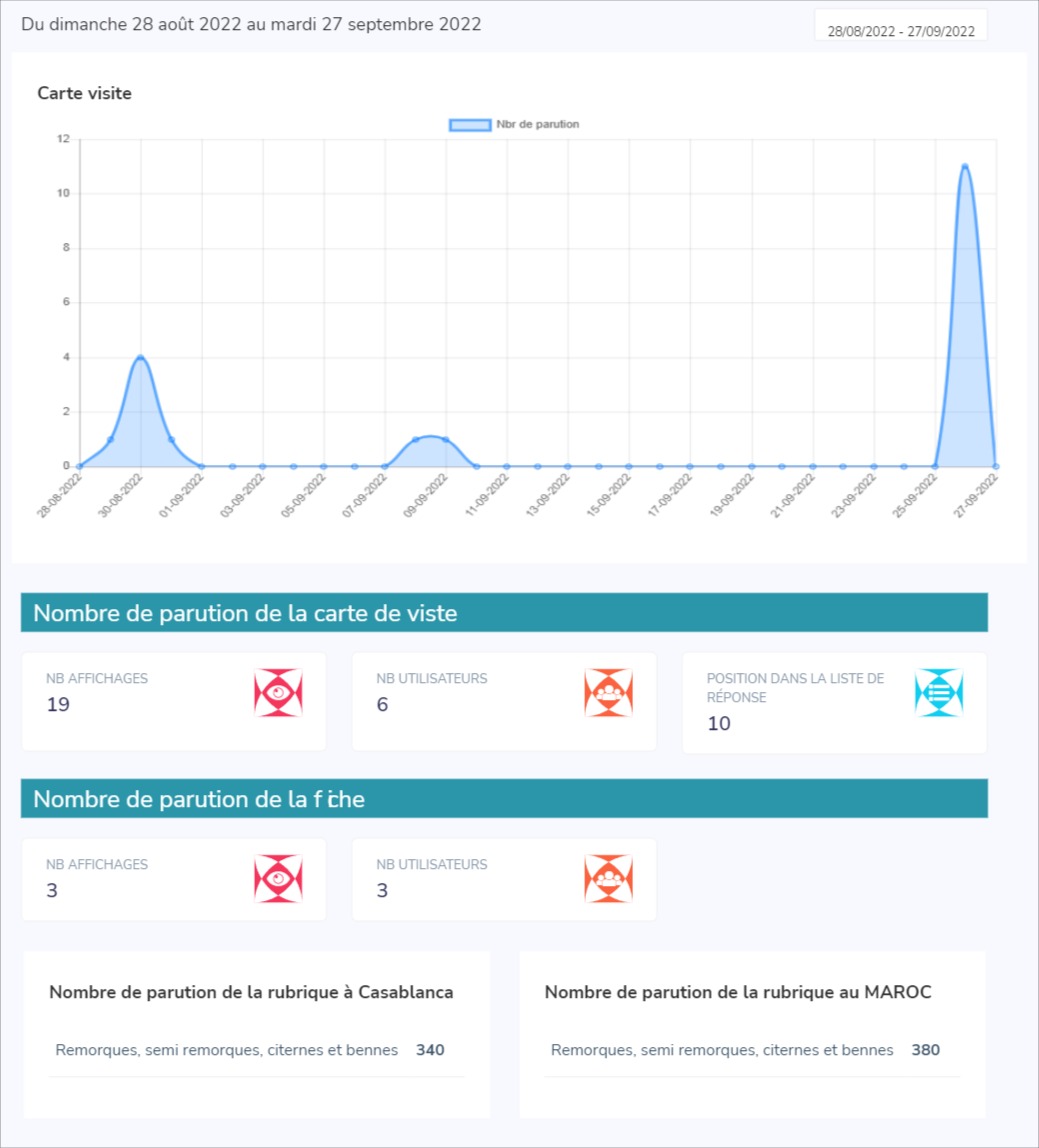 Du dimanche 28 août 2022 au mardi 27 septembre 2022
28/08/2022 - 27/09/2022
Carte visite
Nbr de parution
12
10
8
6
4
2
0
28-08-2022
30-08-2022
01-09-2022
03-09-2022
05-09-2022
07-09-2022
09-09-2022
11-09-2022
13-09-2022
15-09-2022
17-09-2022
19-09-2022
21-09-2022
23-09-2022
25-09-2022
27-09-2022
Nombre de parution de la carte de viste
NB AFFICHAGES
19
NB UTILISATEURS
6
POSITION DANS LA LISTE DE
RÉPONSE
10
Nombre de parution de la fiche
NB AFFICHAGES
3
NB UTILISATEURS
3
Nombre de parution de la rubrique à Casablanca
Remorques, semi remorques, citernes et bennes 340
Nombre de parution de la rubrique au MAROC
Remorques, semi remorques, citernes et bennes 380